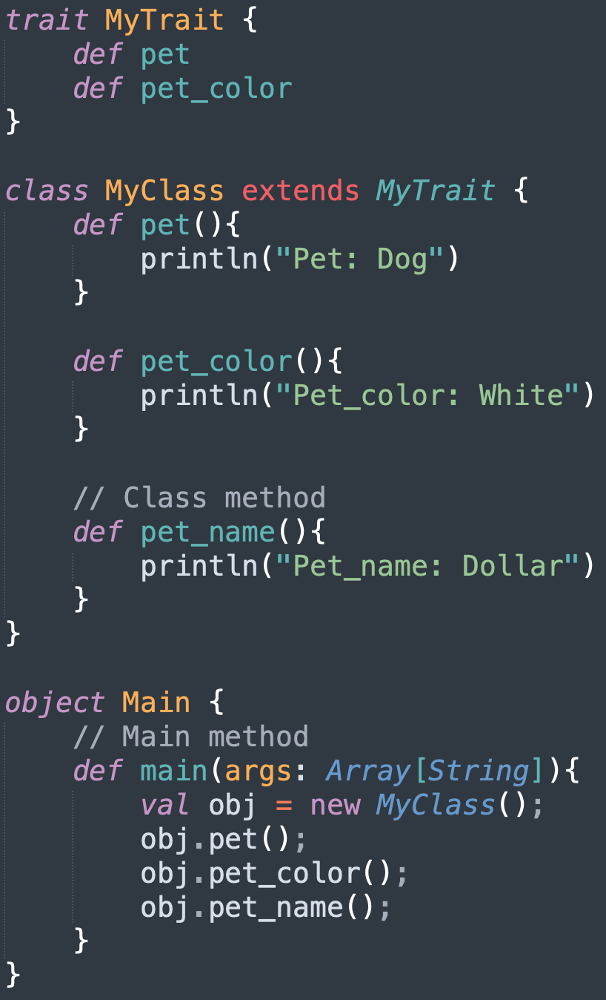 trait MyTrait {
    def pet
    def pet_color
}

class MyClass extends MyTrait {
    def pet(){
        println("Pet: Dog")
    }

    def pet_color(){
        println("Pet_color: White")
    }

    // Class method
    def pet_name(){
        println("Pet_name: Dollar")
    }
}

object Main {
    // Main method
    def main(args: Array[String]){
        val obj = new MyClass();
        obj.pet();
        obj.pet_color();
        obj.pet_name();
    }
}